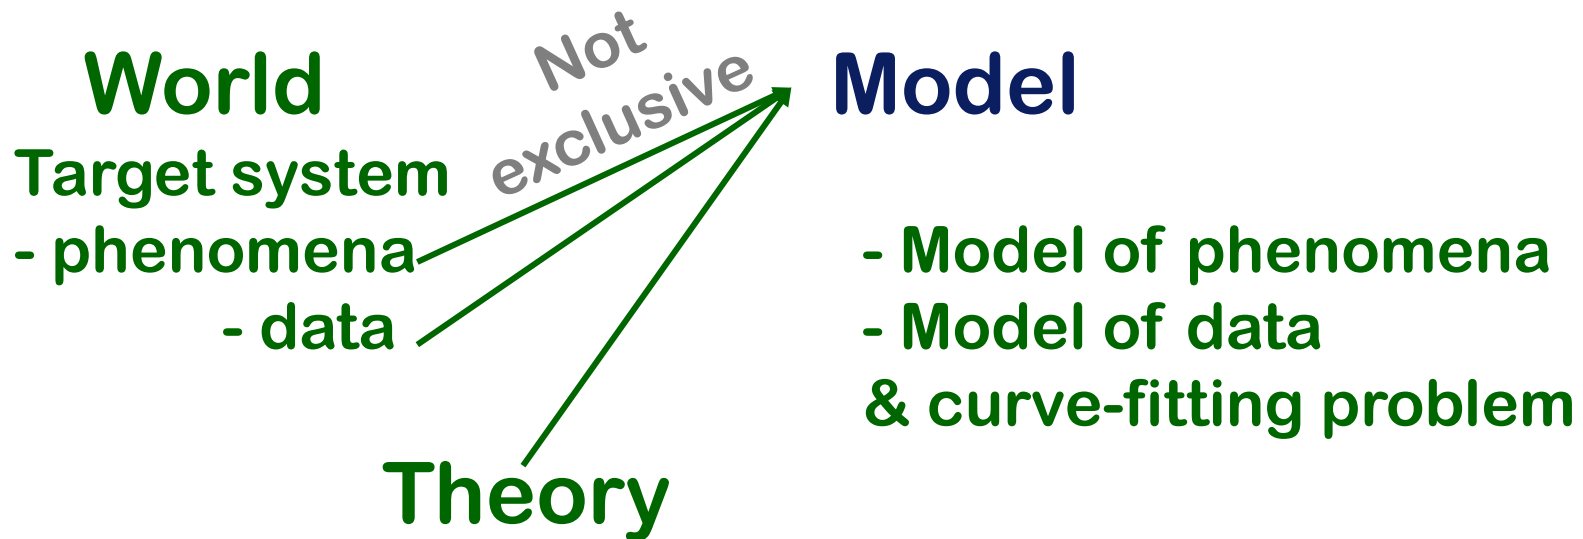 World
Target system
- phenomena
- data
Not
exclusive
Model
- Model of phenomena
- Model of data
& curve-fitting problem
Theory